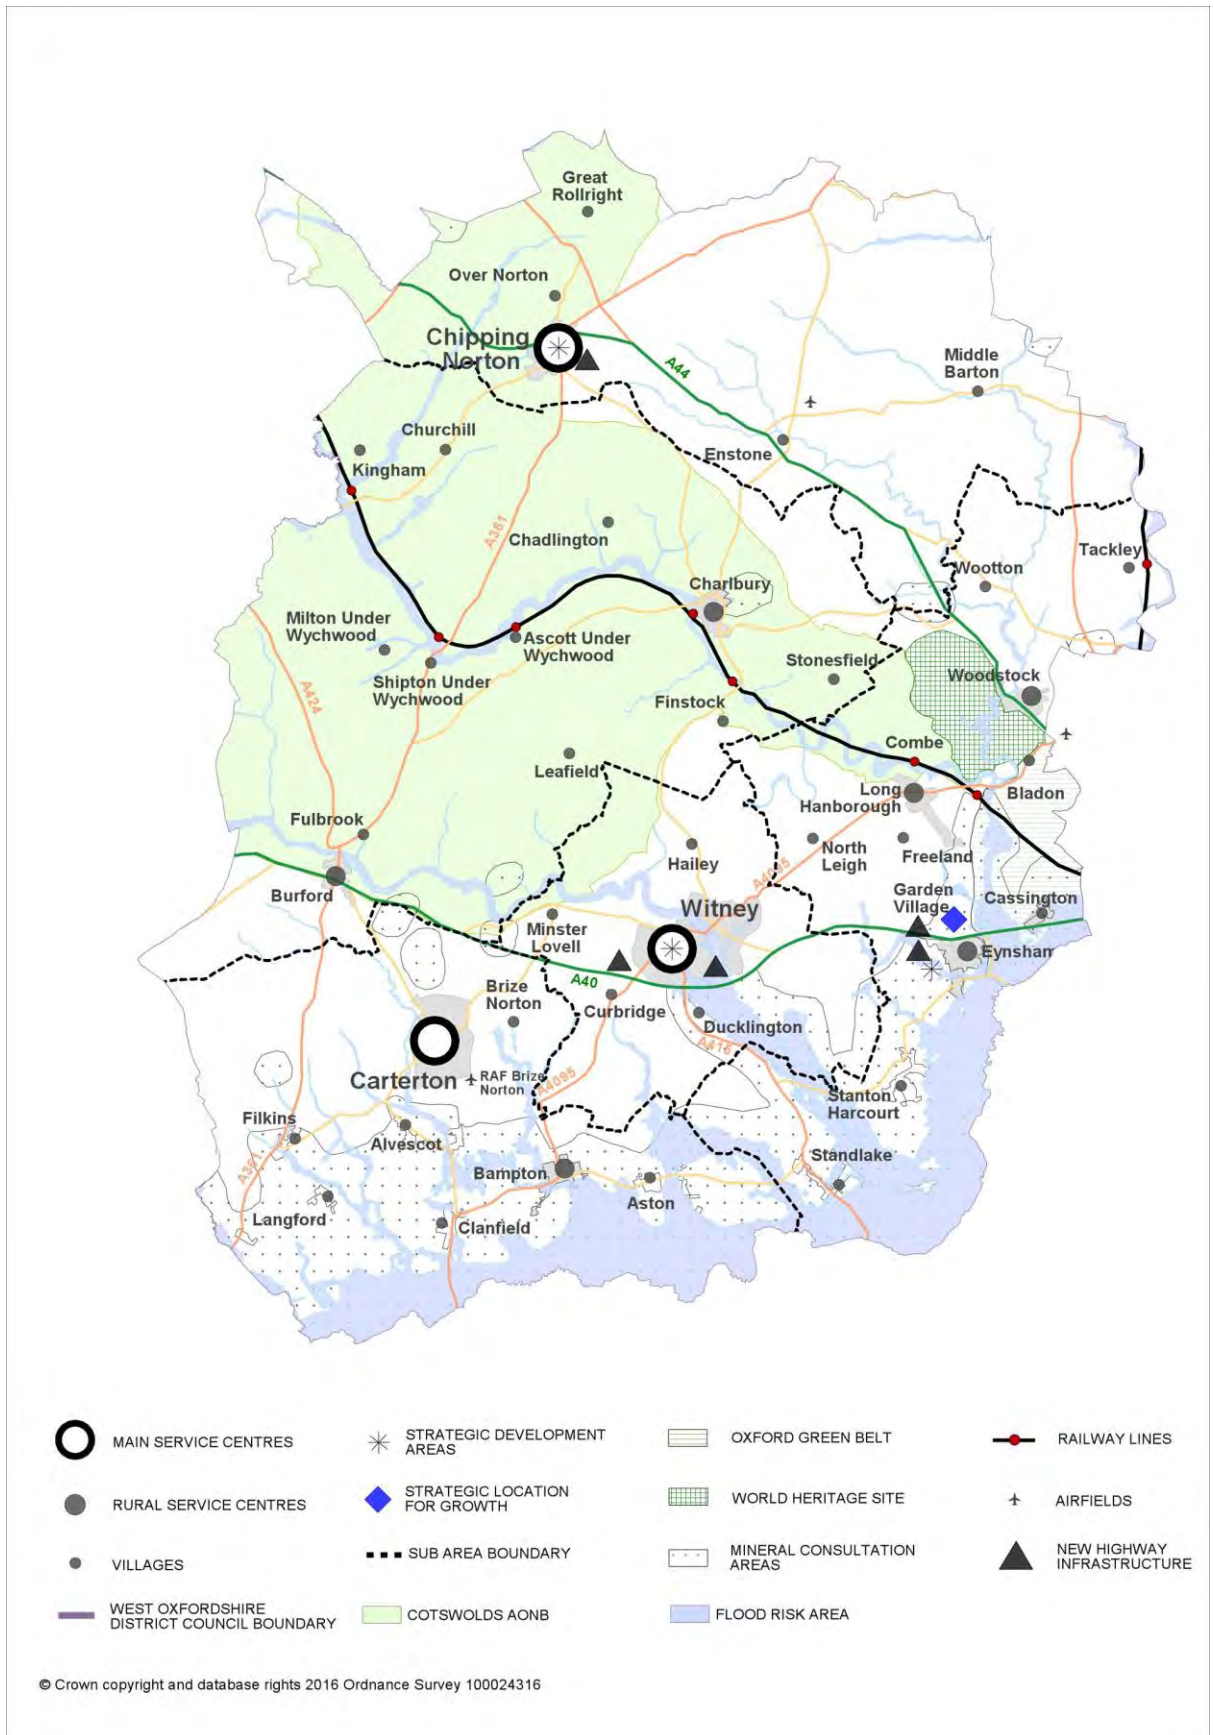 Great
Rollright
Over Norton
Chipping
Norton
A44
Middle
Barton
Churchill
Enstone
Kingham
A361
Chadlington
Tackley
Wootton
Charlbury
Milton Under
Wychwood
Ascott Under
Wychwood
Stonesfield
Woodstock
Shipton Under
Wychwood
A424
Finstock
Combe
Leafield
Long
Hanborough
Bladon
Fulbrook
North
Leigh
Freeland
Hailey
A4095
Burford
Garden
Village
Cassington
Witney
Minster
Lovell
Eynsham
A40
Brize
Norton
Curbridge
Ducklington
A415
Carterton
RAF Brize
Norton
A4095
Stanton
Harcourt
Filkins
Alvescot
Standlake
A361
Bampton
Aston
Langford
Clanfield
MAIN SERVICE CENTRES
STRATEGIC DEVELOPMENT
AREAS
OXFORD GREEN BELT
RAILWAY LINES
RURAL SERVICE CENTRES
STRATEGIC LOCATION
FOR GROWTH
WORLD HERITAGE SITE
AIRFIELDS
VILLAGES
SUB AREA BOUNDARY
MINERAL CONSULTATION
AREAS
NEW HIGHWAY
INFRASTRUCTURE
WEST OXFORDSHIRE
DISTRICT COUNCIL BOUNDARY
COTSWOLDS AONB
FLOOD RISK AREA
© Crown copyright and database rights 2016 Ordnance Survey 100024316